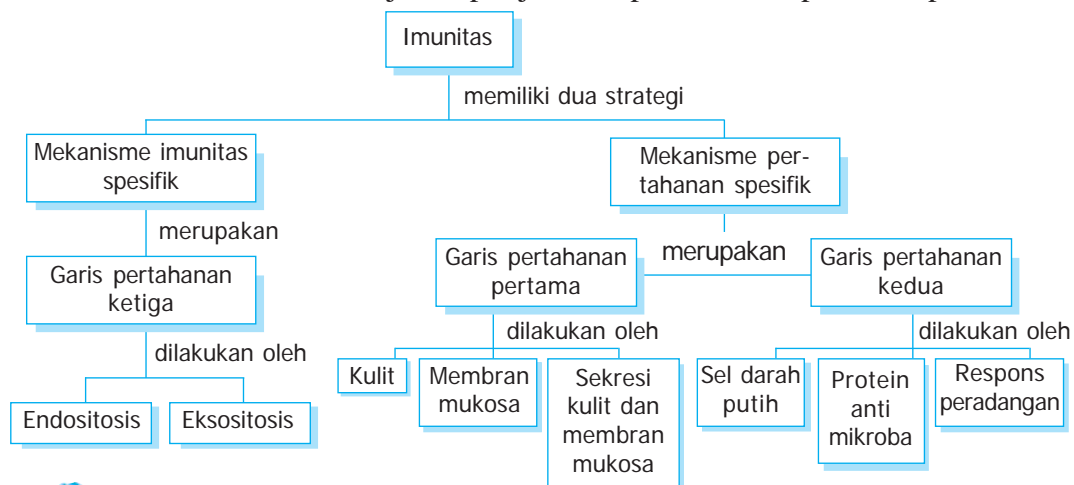 Imunitas
memiliki dua strategi
Mekanisme imunitas
spesifik
merupakan
Garis pertahanan
ketiga
dilakukan oleh
Endositosis
Eksositosis
Mekanisme per-
tahanan spesifik
merupakan
Garis pertahanan
pertama
dilakukan oleh
Kulit
Membran
mukosa
Sekresi
kulit dan
membran
mukosa
Garis pertahanan
kedua
dilakukan oleh
Sel darah
putih
Protein
anti
mikroba
Respons
peradangan